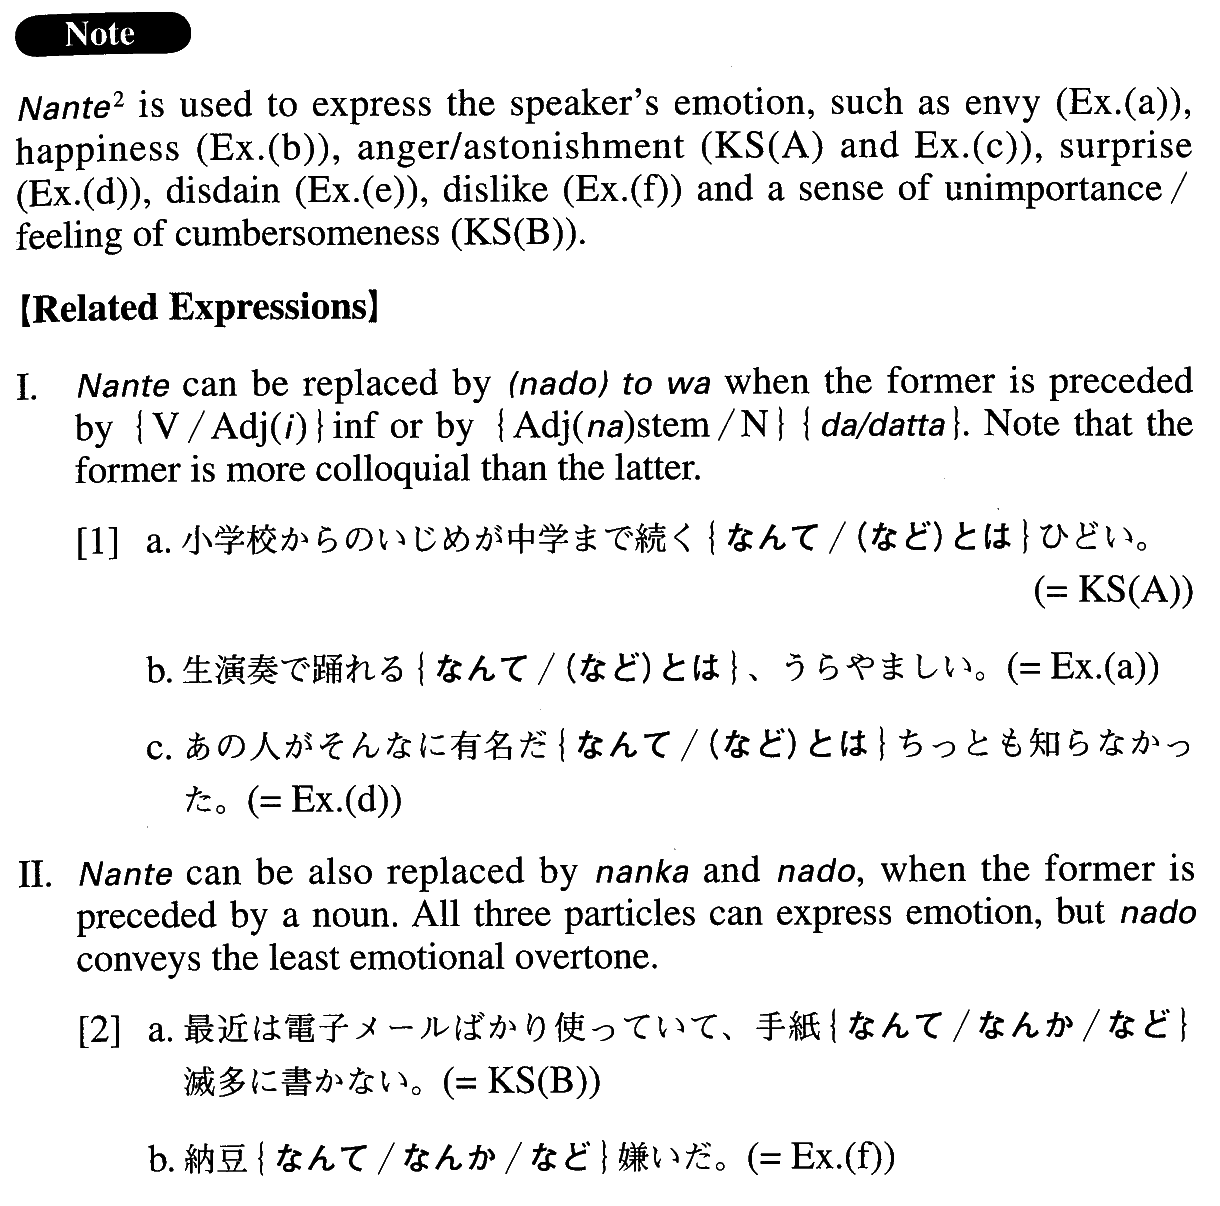 Note
Nante² is used to express the speaker's emotion, such as envy (Ex.(a)),
happiness (Ex.(b)), anger/astonishment (KS(A) and Ex.(c)), surprise
(Ex.(d)), disdain (Ex.(e)), dislike (Ex.(f)) and a sense of unimportance/
feeling of cumbersomeness (KS(B)).
【Related Expressions】
I. Nante can be replaced by (nado) to wa when the former is preceded
by {V/Adj(i)} inf or by {Adj(na)stem/N} {da/datta}. Note that the
former is more colloquial than the latter.
[1] a. 小学校からのいじめが中学まで続く{なんて/(など)とは}ひどい。
(= KS(A))
b. 生演奏で踊れる{なんて/(など)とは}、うらやましい。(= Ex.(a))
c. あの人がそんなに有名だ{なんて/(など)とは}ちっとも知らなかっ
た。(= Ex.(d))
II. Nante can be also replaced by nanka and nado, when the former is
preceded by a noun. All three particles can express emotion, but nado
conveys the least emotional overtone.
[2] a. 最近は電子メールばかり使っていて、手紙{なんて/なんか/など}
滅多に書かない。(= KS(B))
b. 納豆{なんて/なんか/など}嫌いだ。(= Ex.(f))